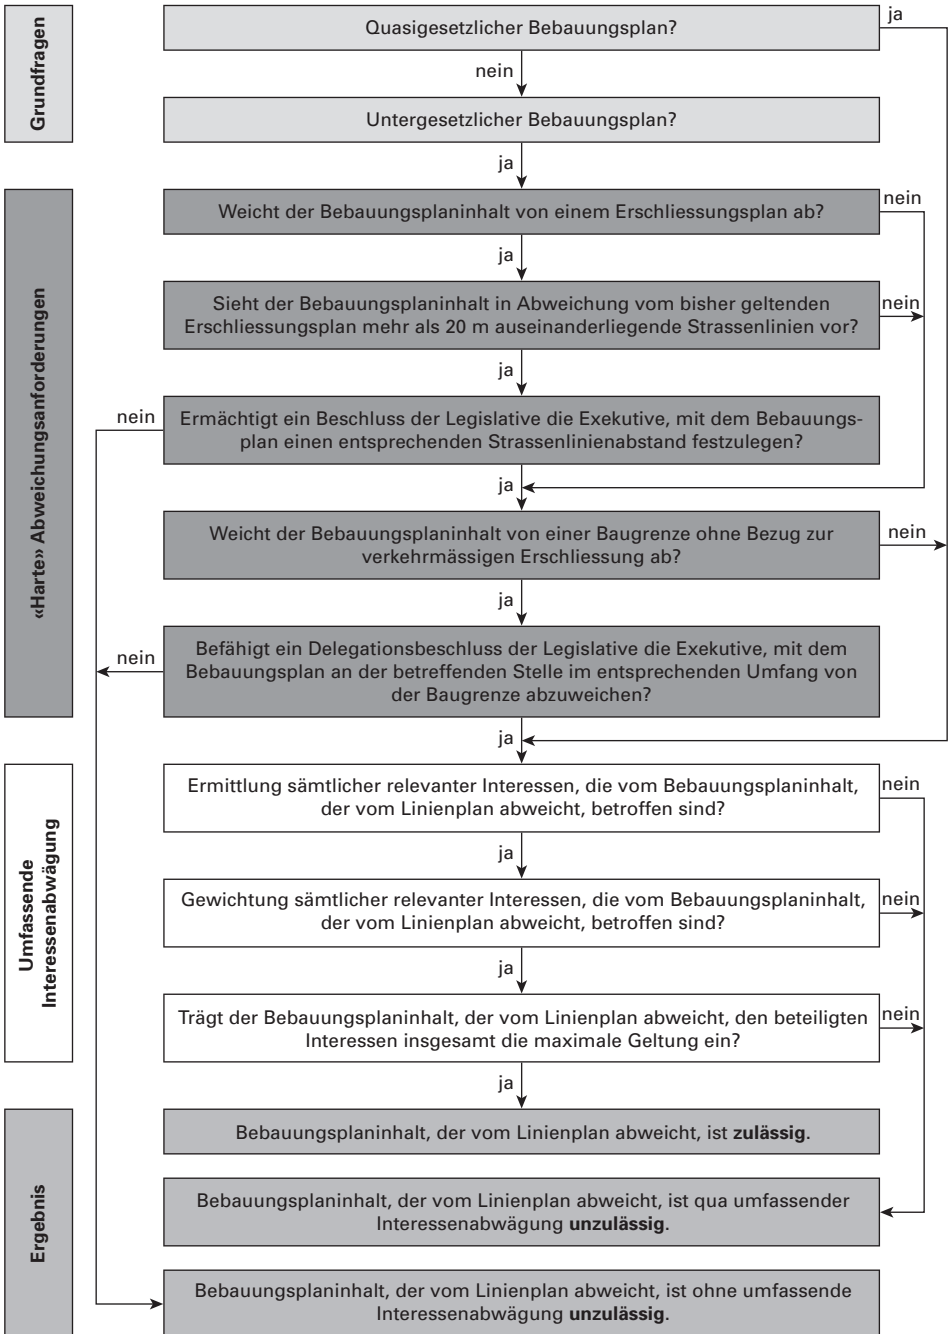 Grundfragen
Quasigesetzlicher Bebauungsplan?
ja
nein
Untergesetzlicher Bebauungsplan?
ja
«Harte» Abweichungsanforderungen
Weicht der Bebauungsplaninhalt von einem Erschliessungsplan ab?
nein
ja
Sieht der Bebauungsplaninhalt in Abweichung vom bisher geltenden
Erschliessungsplan mehr als 20 m auseinanderliegende Strassenlinien vor?
nein
ja
nein
Ermächtigt ein Beschluss der Legislative die Exekutive, mit dem Bebauungs-
plan einen entsprechenden Strassenlinienabstand festzulegen?
ja
Weicht der Bebauungsplaninhalt von einer Baugrenze ohne Bezug zur
verkehrmässigen Erschliessung ab?
nein
ja
nein
Befähigt ein Delegationsbeschluss der Legislative die Exekutive, mit dem
Bebauungsplan an der betreffenden Stelle im entsprechenden Umfang von
der Baugrenze abzuweichen?
ja
Umfassende
Interessenabwägung
Ermittlung sämtlicher relevanter Interessen, die vom Bebauungsplaninhalt,
der vom Linienplan abweicht, betroffen sind?
nein
ja
Gewichtung sämtlicher relevanter Interessen, die vom Bebauungsplaninhalt,
der vom Linienplan abweicht, betroffen sind?
nein
ja
Trägt der Bebauungsplaninhalt, der vom Linienplan abweicht, den beteiligten
Interessen insgesamt die maximale Geltung ein?
nein
ja
Ergebnis
Bebauungsplaninhalt, der vom Linienplan abweicht, ist zulässig.
Bebauungsplaninhalt, der vom Linienplan abweicht, ist qua umfassender
Interessenabwägung unzulässig.
Bebauungsplaninhalt, der vom Linienplan abweicht, ist ohne umfassende
Interessenabwägung unzulässig.